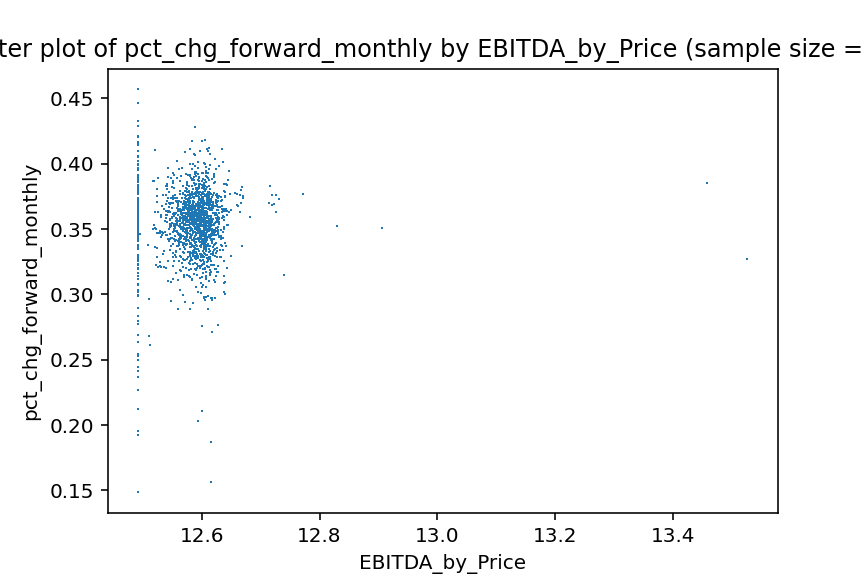 ter plot of pct_chg_forward_monthly by EBITDA_by_Price (sample size =
0.45
0.40
0.35
0.30
0.25
0.20
0.15
pct_chg_forward_monthly
12.6 12.8 13.0 13.2 13.4
EBITDA_by_Price